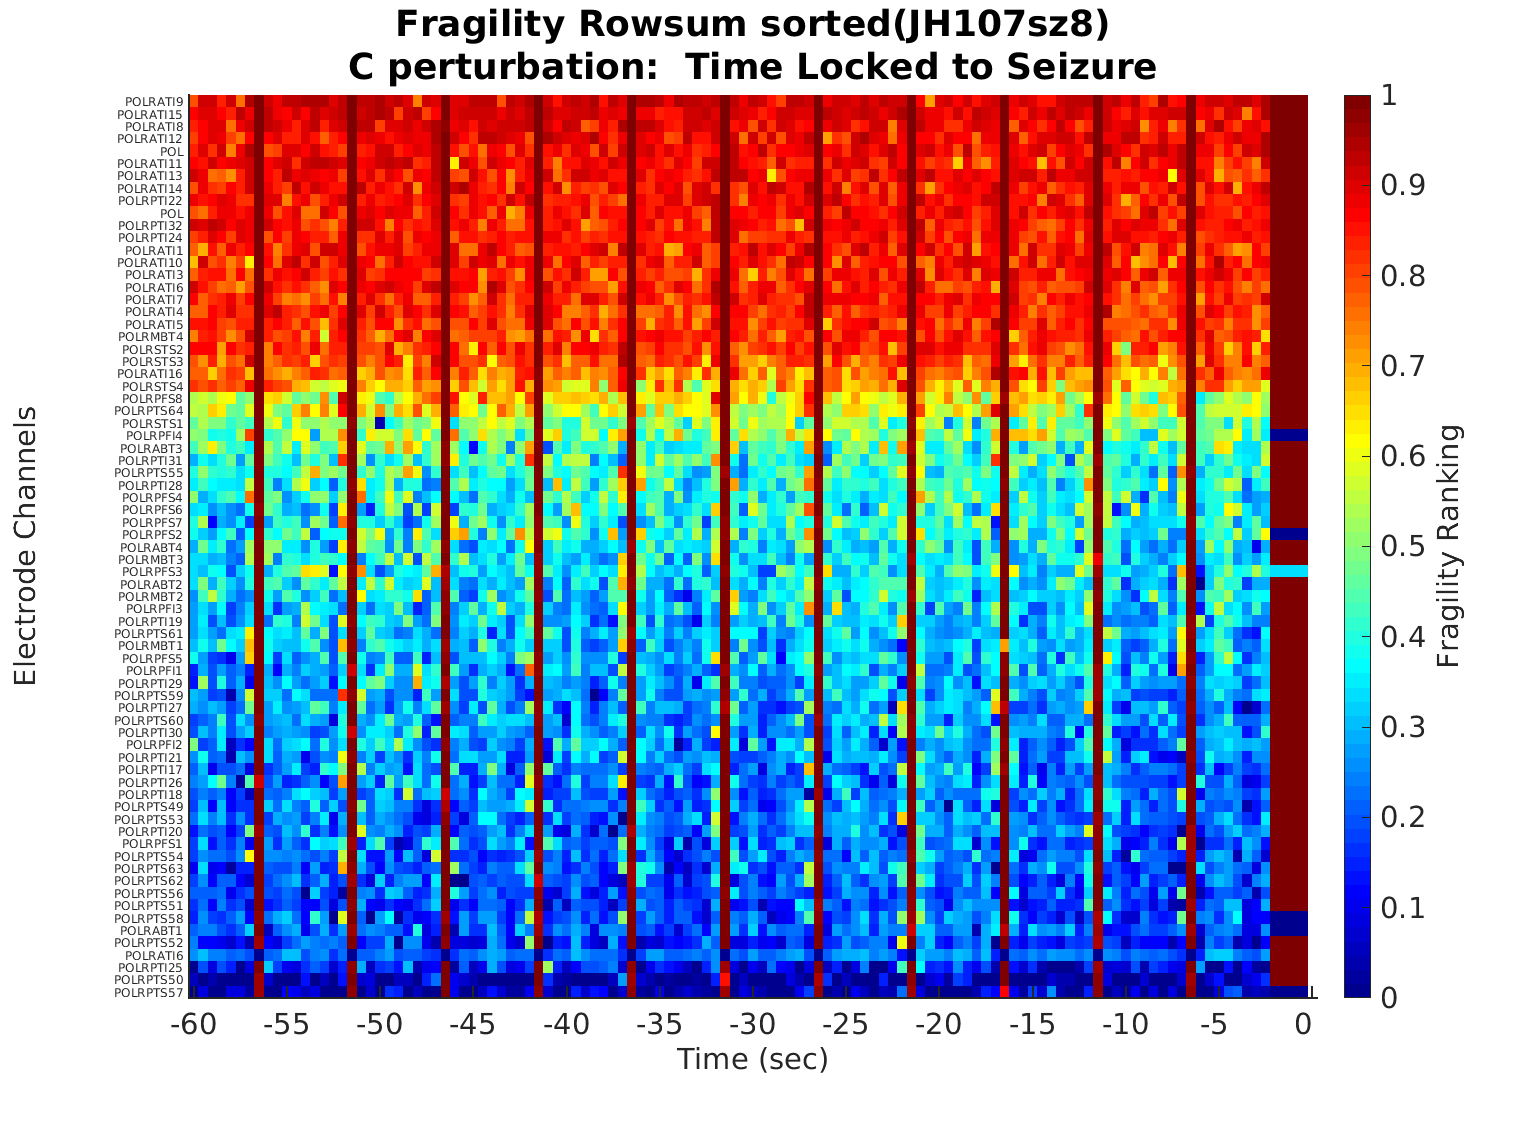 Fragility Rowsum sorted(JH107sz8)
C perturbation:  Time Locked to Seizure
Electrode Channels
POLRATI9
POLRATI15
POLRATI8
POLRATI12
POL
POLRATI11
POLRATI13
POLRATI14
POLRPTI22
POL
POLRPTI32
POLRPTI24
POLRATI1
POLRATI10
POLRATI3
POLRATI6
POLRATI7
POLRATI4
POLRATI5
POLRMBT4
POLRSTS2
POLRSTS3
POLRATI16
POLRSTS4
POLRPFS8
POLRPTS64
POLRSTS1
POLRPFI4
POLRABT3
POLRPTI31
POLRPTS55
POLRPTI28
POLRPFS4
POLRPFS6
POLRPFS7
POLRPFS2
POLRABT4
POLRMBT3
POLRPFS3
POLRABT2
POLRMBT2
POLRPFI3
POLRPTI19
POLRPTS61
POLRMBT1
POLRPFS5
POLRPFI1
POLRPTI29
POLRPTS59
POLRPTI27
POLRPTS60
POLRPTI30
POLRPFI2
POLRPTI21
POLRPTI17
POLRPTI26
POLRPTI18
POLRPTS49
POLRPTS53
POLRPTI20
POLRPFS1
POLRPTS54
POLRPTS63
POLRPTS62
POLRPTS56
POLRPTS51
POLRPTS58
POLRABT1
POLRPTS52
POLRATI6
POLRPTI25
POLRPTS50
POLRPTS57
-60 -55 -50 -45 -40 -35 -30 -25 -20 -15 -10 -5 0
Time (sec)
1
0.9
0.8
0.7
0.6
0.5
0.4
0.3
0.2
0.1
0
Fragility Ranking